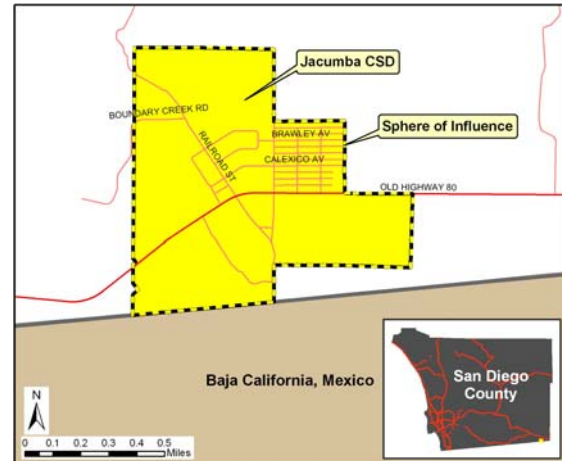 Jacumba CSD
BOUNDARY CREEK RD
RAILROAD ST
BRAWLEY AV
Sphere of Influence
CALEXICO AV
OLD HIGHWAY 80
Baja California, Mexico
San Diego
County
N
0 0.1 0.2 0.3 0.4 0.5
Miles